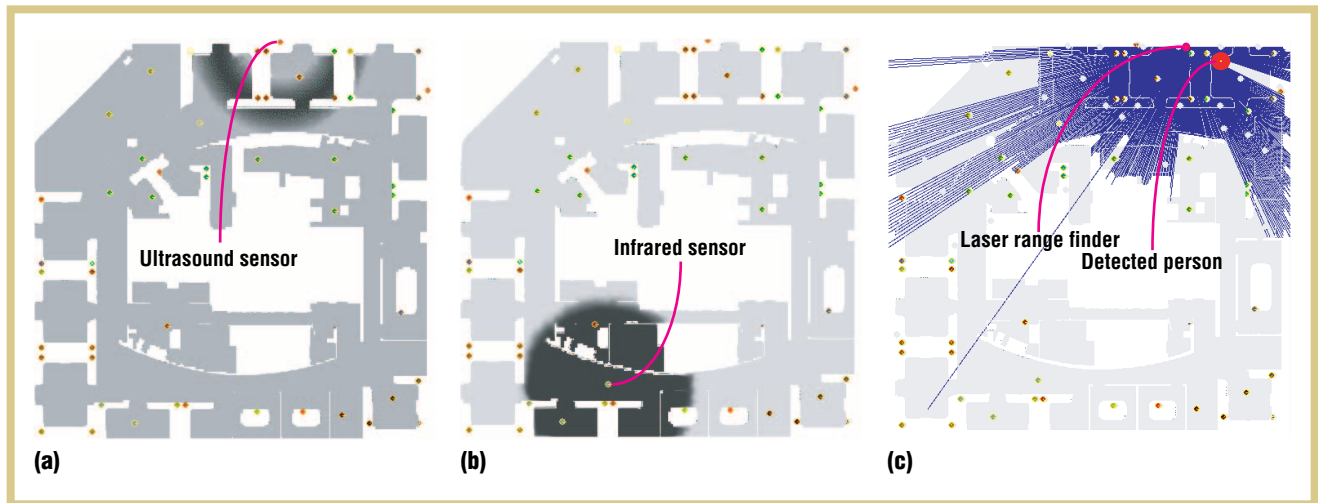 Ultrasound sensor
(a)
Infrared sensor
(b)
Laser range finder
Detected person
(c)